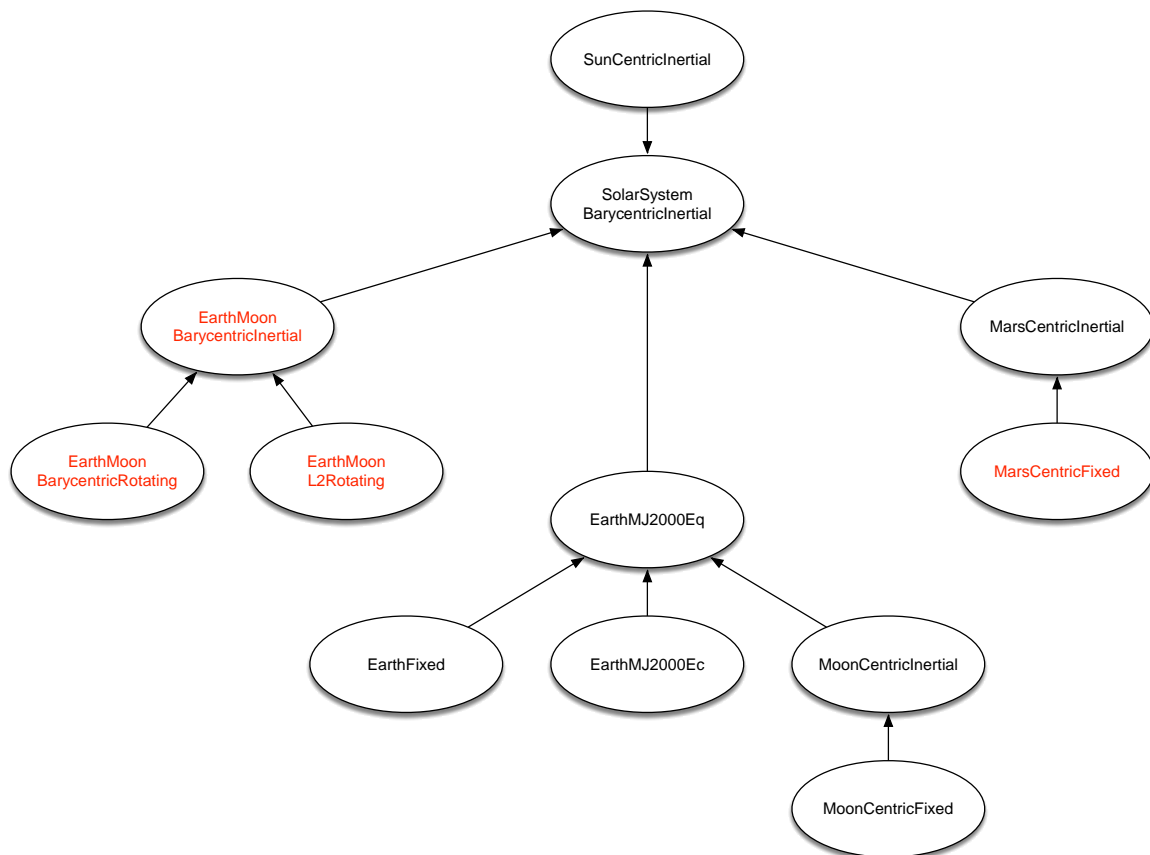 SunCentricInertial
SolarSystem
BarycentricInertial
EarthMoon
BarycentricInertial
MarsCentricInertial
EarthMoon
BarycentricRotating
EarthMoon
L2Rotating
MarsCentricFixed
EarthMJ2000Eq
EarthFixed
EarthMJ2000Ec
MoonCentricInertial
MoonCentricFixed